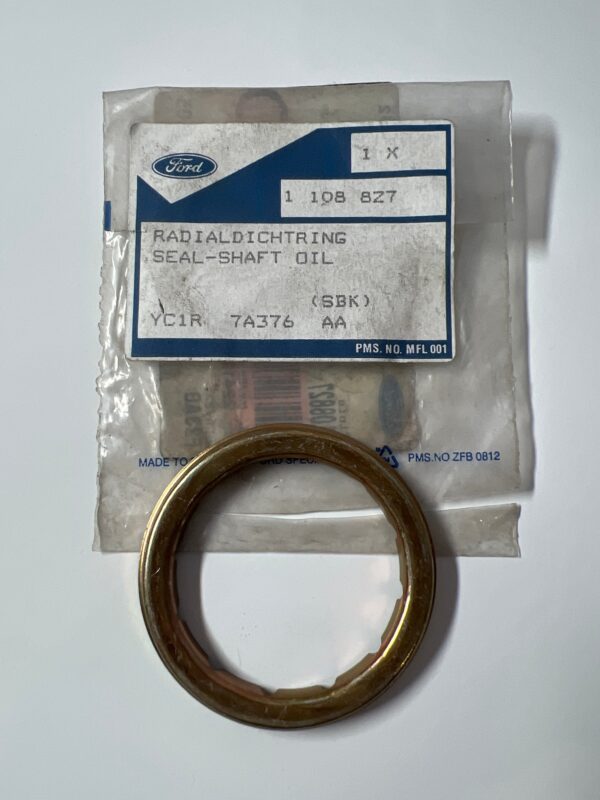 Ford
1 X
1 108 827
RADIALDICHTRING
SEAL-SHAFT OIL
(SBK)
YC1R 7A376 AA
PMS. NO. MFL 001
MADE TO
PMS.NO ZFB 0812